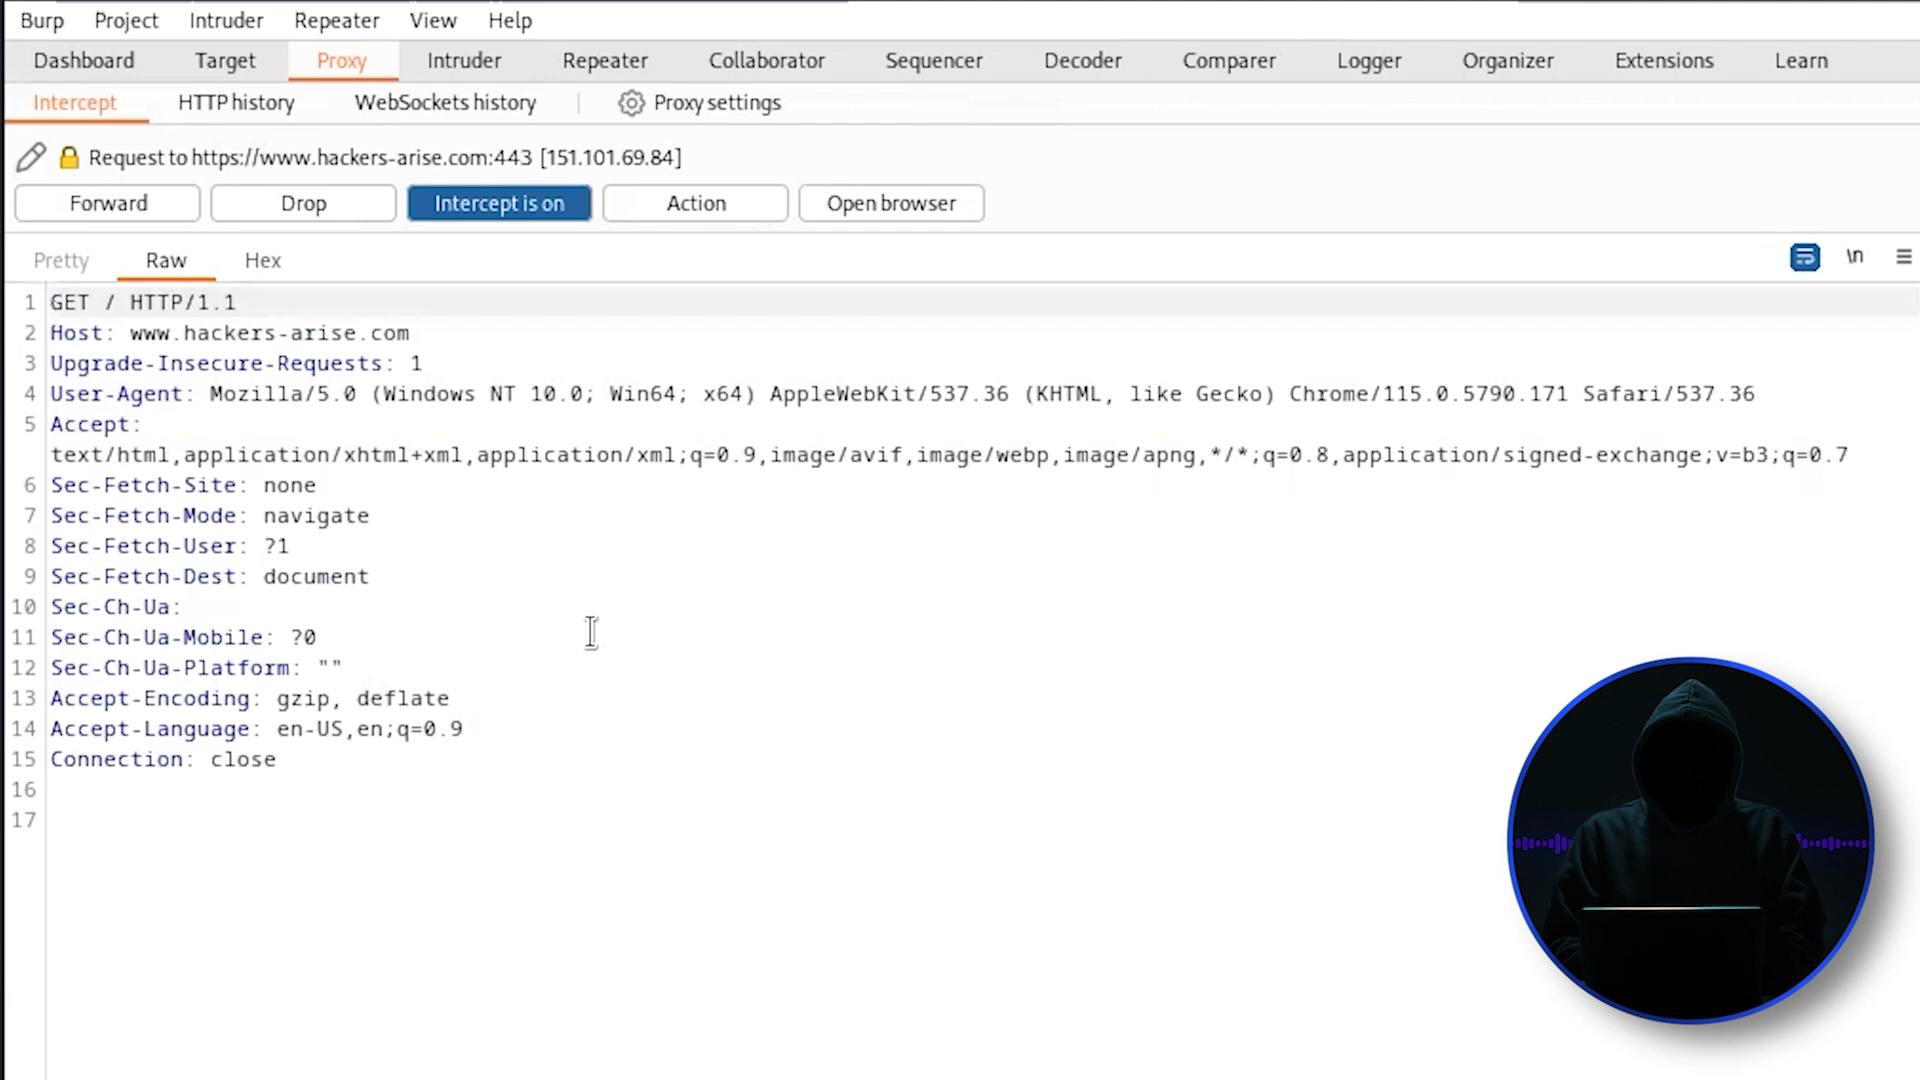 Burp Project Intruder Repeater View Help
Dashboard Target Proxy Intruder Repeater Collaborator Sequencer Decoder Comparer Logger Organizer Extensions Learn
Intercept HTTP history WebSockets history Proxy settings
Request to https://www.hackers-arise.com:443 [151.101.69.84]
Forward Drop Intercept is on Action Open browser
Pretty Raw Hex \n
1 GET / HTTP/1.1
2 Host: www.hackers-arise.com
3 Upgrade-Insecure-Requests: 1
4 User-Agent: Mozilla/5.0 (Windows NT 10.0; Win64; x64) AppleWebKit/537.36 (KHTML, like Gecko) Chrome/115.0.5790.171 Safari/537.36
5 Accept:
text/html,application/xhtml+xml,application/xml;q=0.9,image/avif,image/webp,image/apng,*/*;q=0.8,application/signed-exchange;v=b3;q=0.7
6 Sec-Fetch-Site: none
7 Sec-Fetch-Mode: navigate
8 Sec-Fetch-User: ?1
9 Sec-Fetch-Dest: document
10 Sec-Ch-Ua:
11 Sec-Ch-Ua-Mobile: ?0
12 Sec-Ch-Ua-Platform: ""
13 Accept-Encoding: gzip, deflate
14 Accept-Language: en-US,en;q=0.9
15 Connection: close
16
17